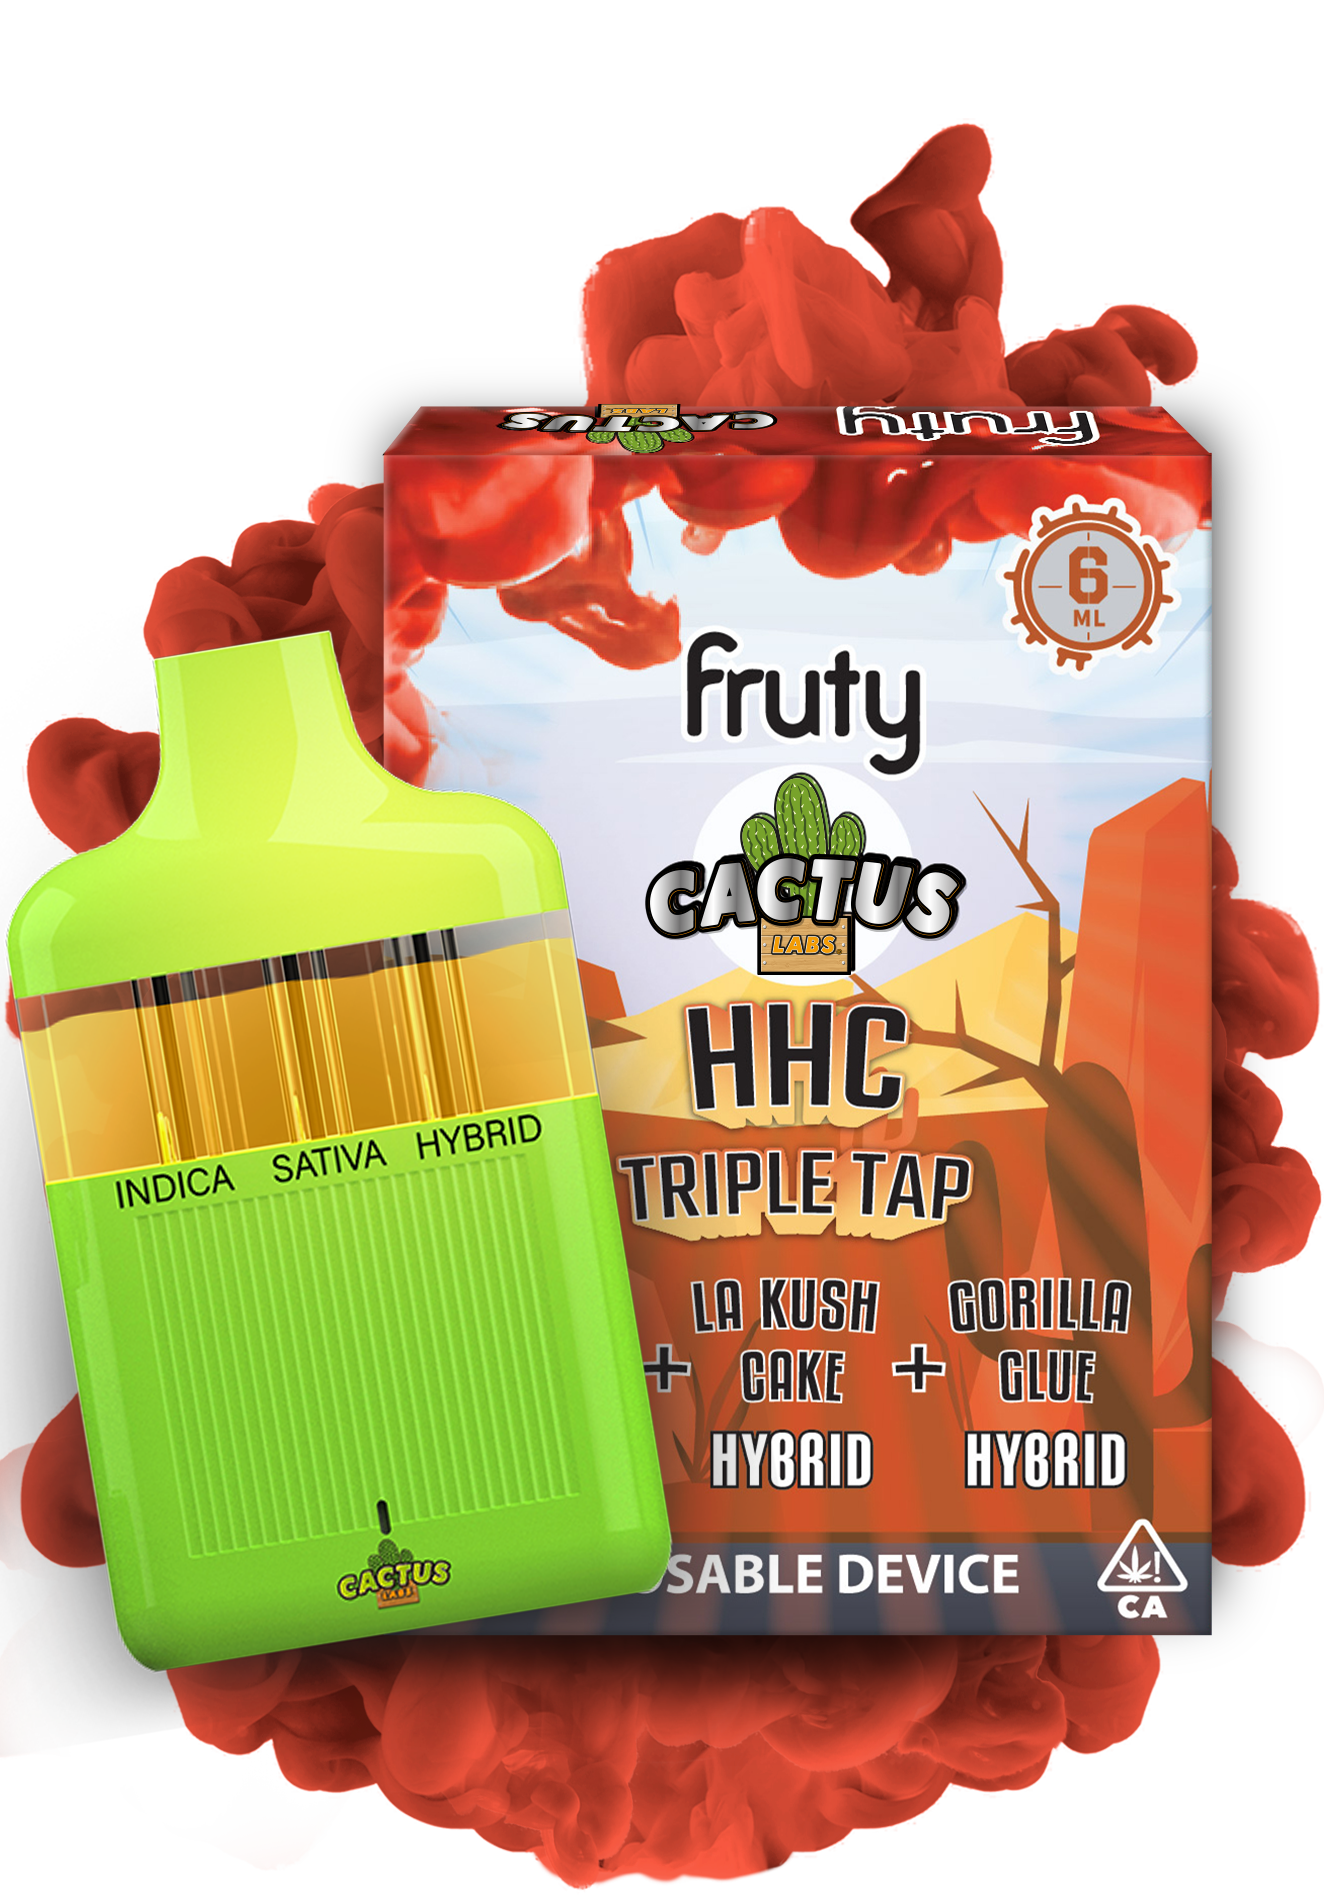 CACTUS
fruty
6
ML
fruty
CACTUS
LABS
HHC
TRIPLE TAP
LA KUSH
CAKE
HYBRID
+
+
GORILLA
GLUE
HYBRID
SABLE DEVICE
CA
INDICA SATIVA HYBRID
CACTUS
LABS